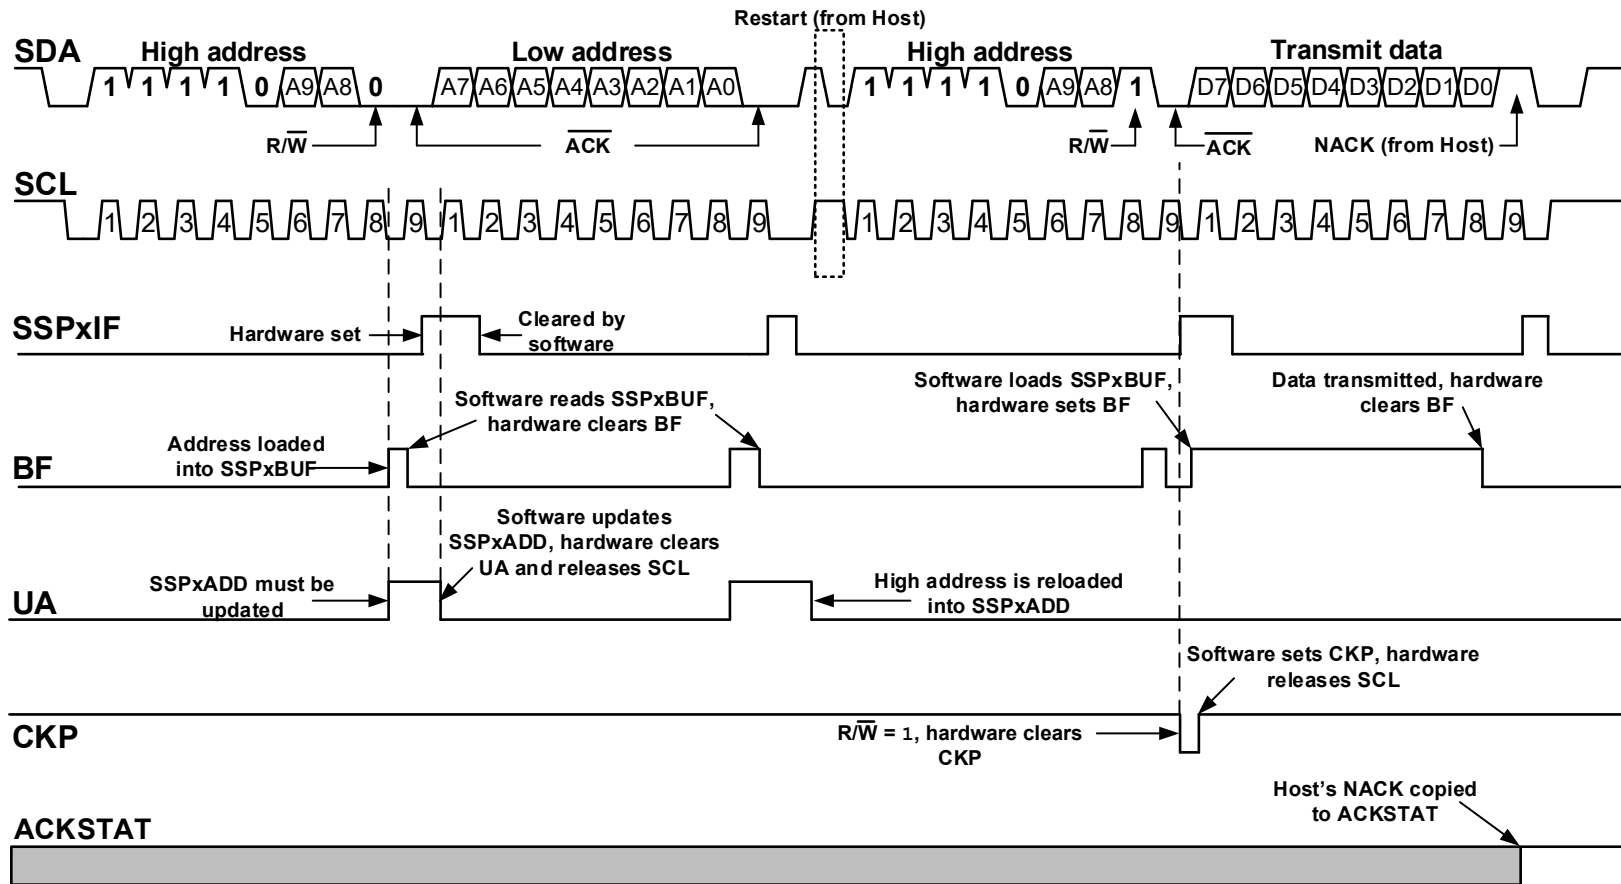 Restart (from Host)
SDA
High address
Low address
High address
Transmit data
1 1 1 1 0 A9 A8 0
A7 A6 A5 A4 A3 A2 A1 A0
1 1 1 1 0 A9 A8 1
D7 D6 D5 D4 D3 D2 D1 D0
R/W̅
A̅C̅K̅
R/W̅
A̅C̅K̅
NACK (from Host)
SCL
1 2 3 4 5 6 7 8 9 1 2 3 4 5 6 7 8 9
1 2 3 4 5 6 7 8 9 1 2 3 4 5 6 7 8 9
SSPxIF
Hardware set
Cleared by
software
BF
Address loaded
into SSPxBUF
Software reads SSPxBUF,
hardware clears BF
Software loads SSPxBUF,
hardware sets BF
Data transmitted, hardware
clears BF
UA
SSPxADD must be
updated
Software updates
SSPxADD, hardware clears
UA and releases SCL
High address is reloaded
into SSPxADD
CKP
R/W̅ = 1, hardware clears
CKP
Software sets CKP, hardware
releases SCL
ACKSTAT
Host's NACK copied
to ACKSTAT